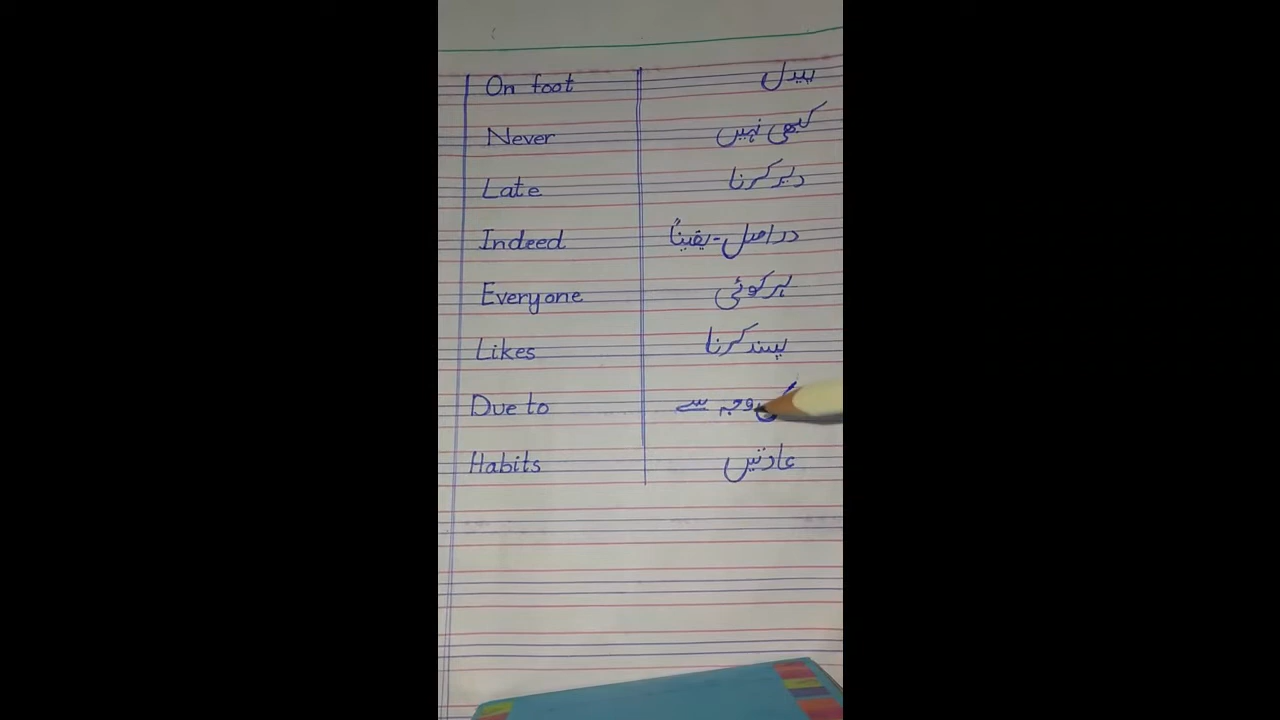 On foot پیدل
Never کبھی نہیں
Late دیر کرنا
Indeed دراصل - یقیناً
Everyone ہر کوئی
Likes پسند کرنا
Due to کی وجہ سے
Habits عادتیں